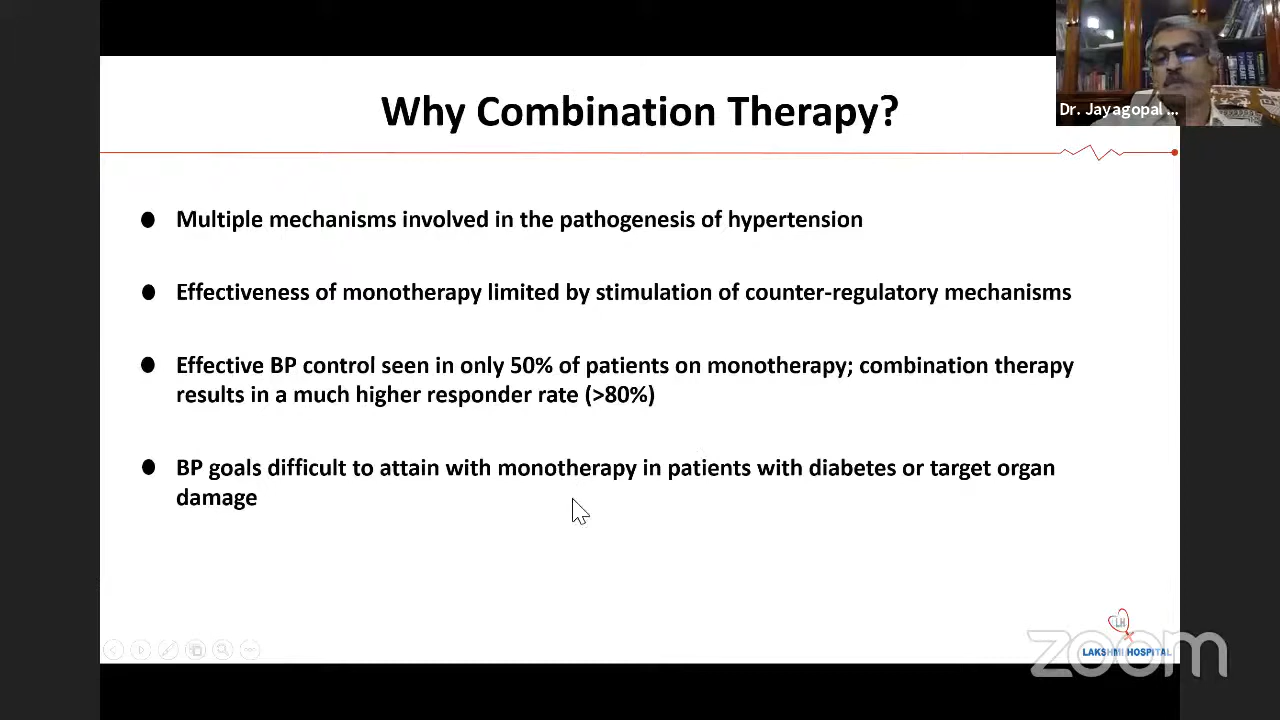 Why Combination Therapy?
Dr. Jayagopal ...
Multiple mechanisms involved in the pathogenesis of hypertension
Effectiveness of monotherapy limited by stimulation of counter-regulatory mechanisms
Effective BP control seen in only 50% of patients on monotherapy; combination therapy
results in a much higher responder rate (>80%)
BP goals difficult to attain with monotherapy in patients with diabetes or target organ
damage
LH
LAKSHMI HOSPITAL
zoom